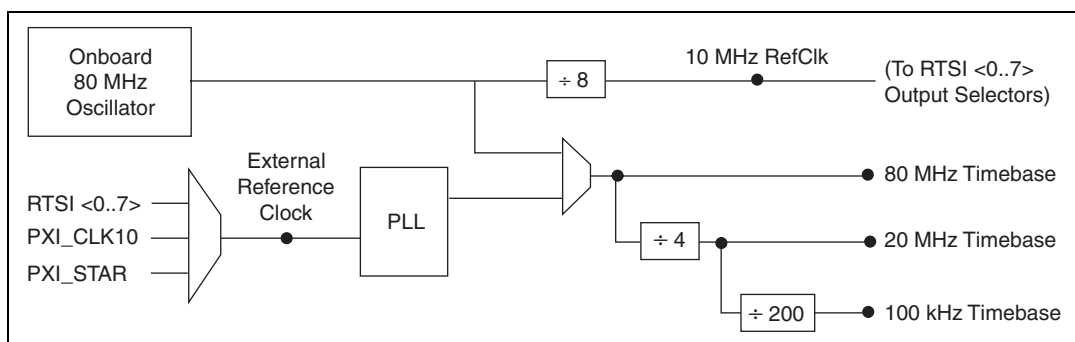 Onboard
80 MHz
Oscillator
÷ 8
10 MHz RefClk
(To RTSI <0..7>
Output Selectors)
RTSI <0..7>
PXI_CLK10
PXI_STAR
External
Reference
Clock
PLL
80 MHz Timebase
÷ 4
20 MHz Timebase
÷ 200
100 kHz Timebase